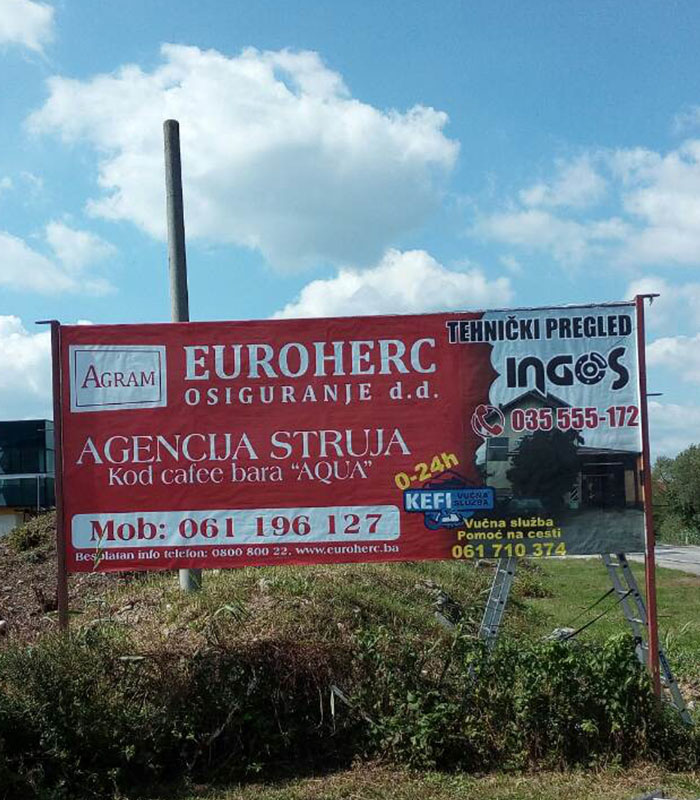 AGRAM
EUROHERC
OSIGURANJE d.d.
AGENCIJA STRUJA
Kod cafee bara "AQUA"
Mob: 061 196 127
Besplatan info telefon: 0800 800 22. www.euroherc.ba
TEHNIČKI PREGLED
INGOS
035 555-172
0-24h
KEFI VUČNA SLUŽBA
Vučna služba
Pomoć na cesti
061 710 374